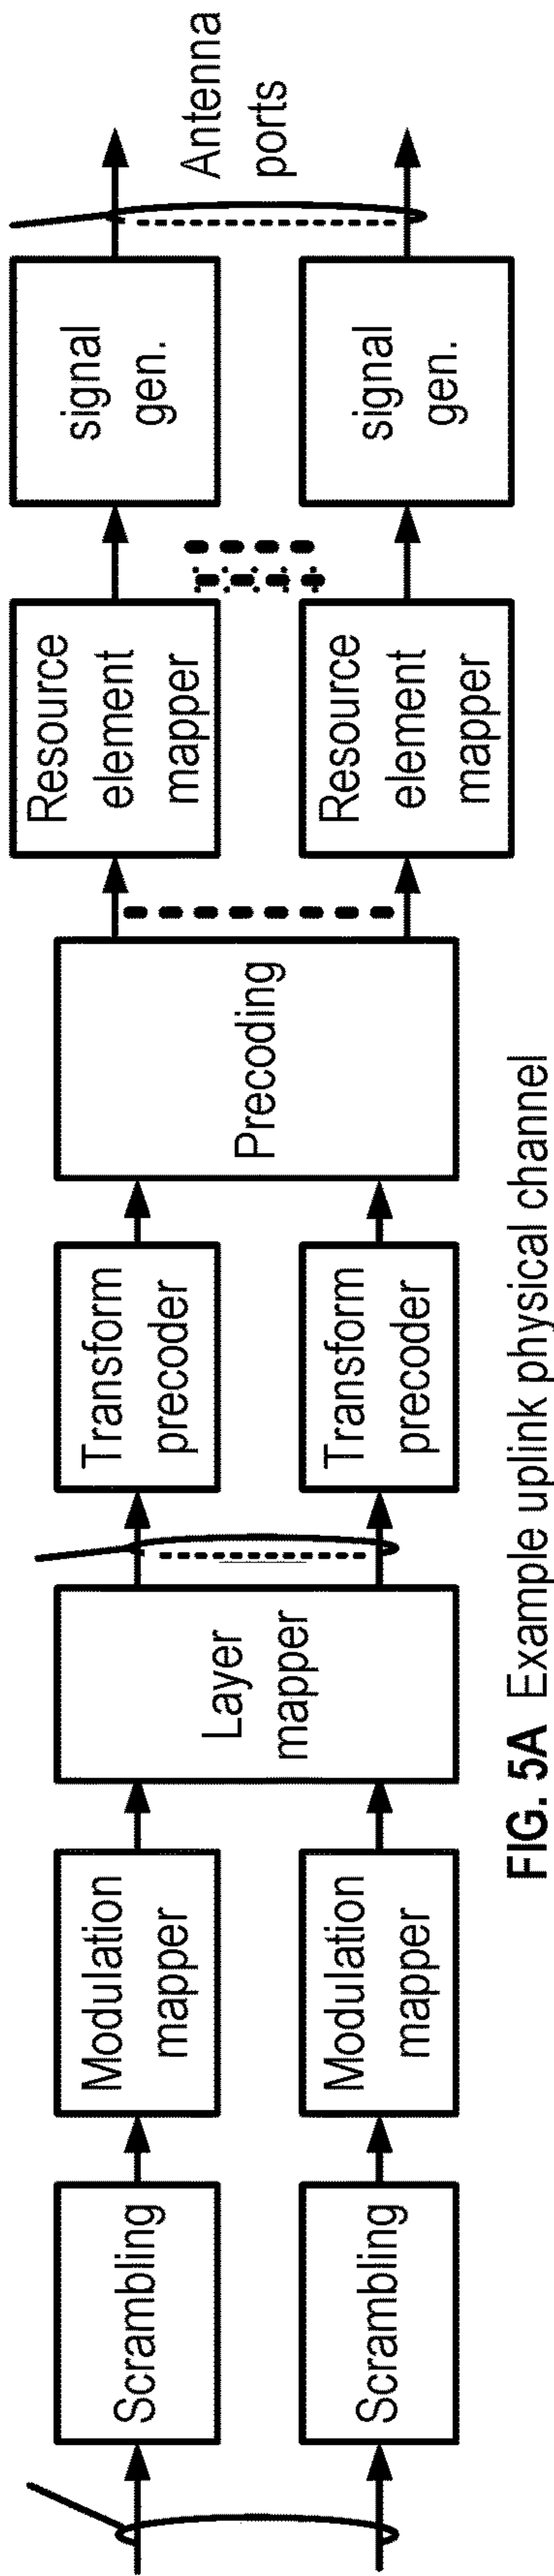 Scrambling
Scrambling
Modulation
mapper
Modulation
mapper
Layer
mapper
Transform
precoder
Transform
precoder
Precoding
Resource
element
mapper
Resource
element
mapper
signal
gen.
signal
gen.
Antenna
ports
FIG. 5A Example uplink physical channel